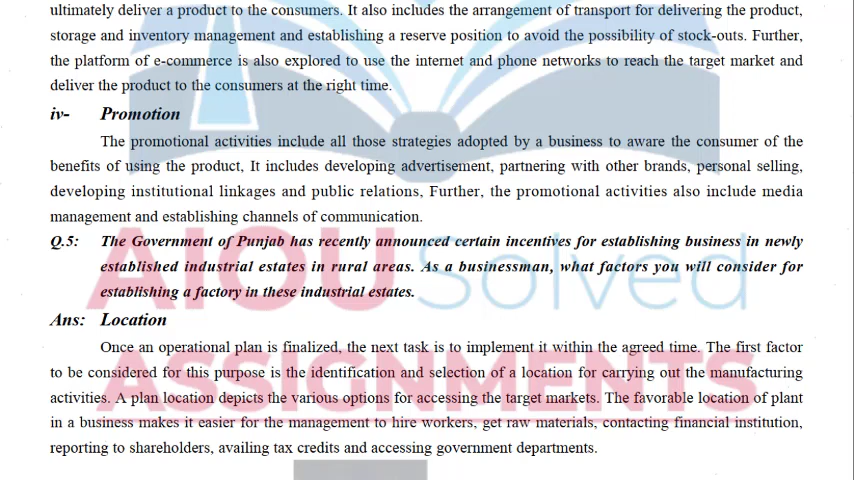 ultimately deliver a product to the consumers. It also includes the arrangement of transport for delivering the product,
storage and inventory management and establishing a reserve position to avoid the possibility of stock-outs. Further,
the platform of e-commerce is also explored to use the internet and phone networks to reach the target market and
deliver the product to the consumers at the right time.
iv- Promotion
The promotional activities include all those strategies adopted by a business to aware the consumer of the
benefits of using the product, It includes developing advertisement, partnering with other brands, personal selling,
developing institutional linkages and public relations, Further, the promotional activities also include media
management and establishing channels of communication.
Q.5: The Government of Punjab has recently announced certain incentives for establishing business in newly
established industrial estates in rural areas. As a businessman, what factors you will consider for
establishing a factory in these industrial estates.
AIOU Solved
Ans: Location
Once an operational plan is finalized, the next task is to implement it within the agreed time. The first factor
to be considered for this purpose is the identification and selection of a location for carrying out the manufacturing
activities. A plan location depicts the various options for accessing the target markets. The favorable location of plant
ASSIGNMENTS
in a business makes it easier for the management to hire workers, get raw materials, contacting financial institution,
reporting to shareholders, availing tax credits and accessing government departments.